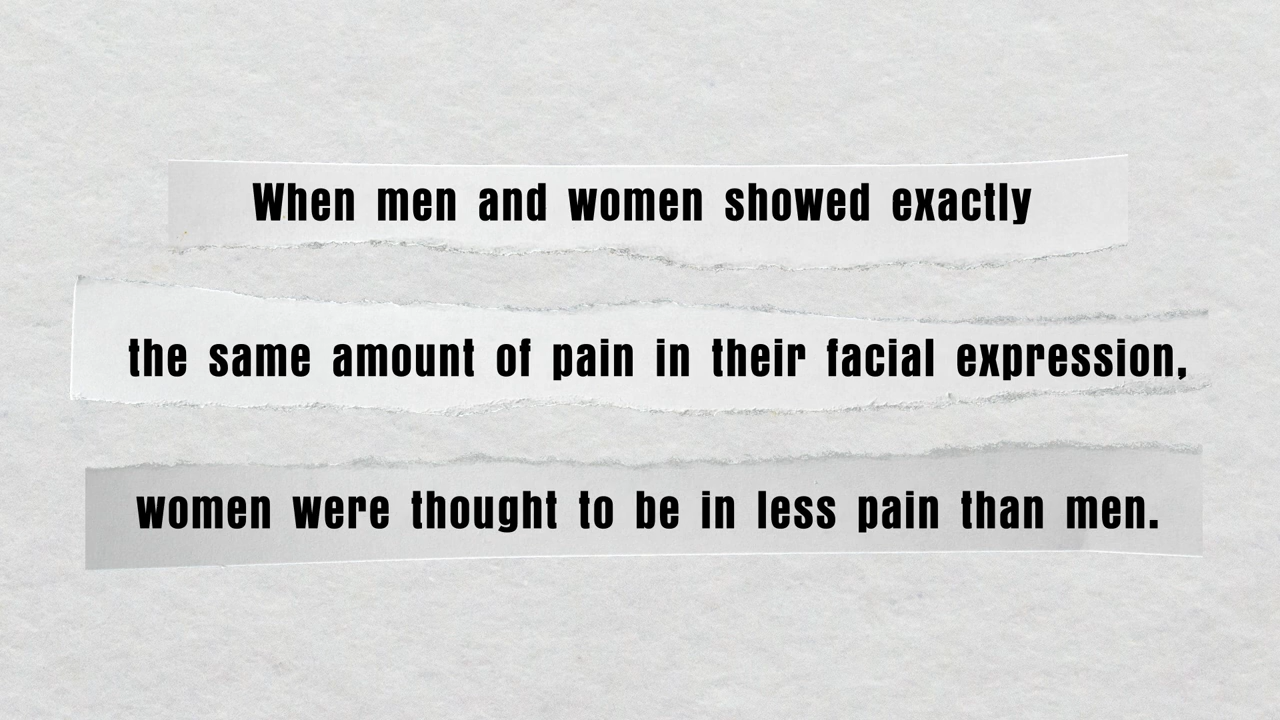 When men and women showed exactly
the same amount of pain in their facial expression,
women were thought to be in less pain than men.